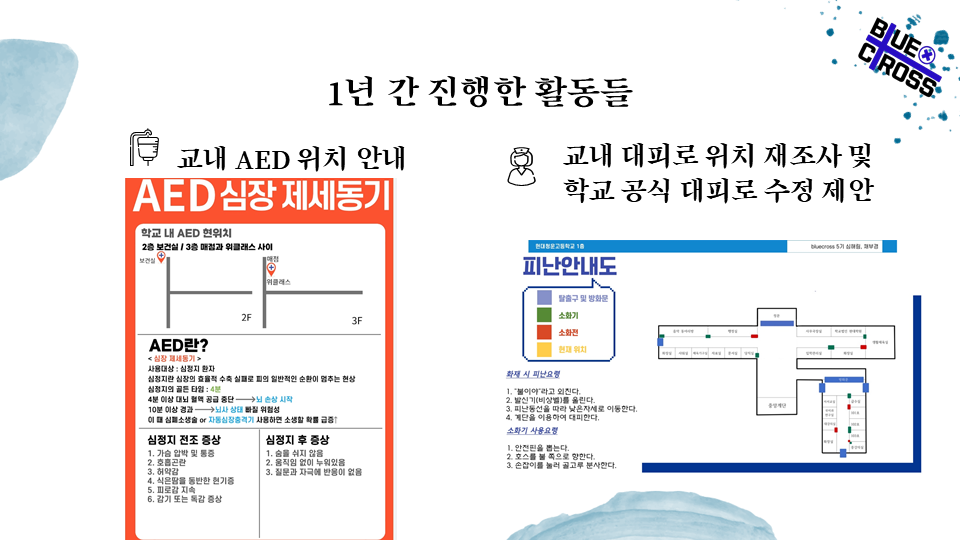 BLUE
CROSS
1년 간 진행한 활동들
교내 AED 위치 안내
AED 심장 제세동기
학교 내 AED 현위치
2층 보건실 / 3층 매점과 위클래스 사이
보건실
매점
위클래스
2F
3F
AED란?
< 심장 제세동기 >
사용대상 : 심정지 환자
심정지란 심장의 효율적 수축 실패로 피의 일반적인 순환이 멈추는 현상
심정지의 골든 타임 : 4분
4분 이상 대뇌 혈액 공급 중단 → 뇌 손상 시작
10분 이상 경과 → 뇌사 상태 빠질 위험성
이 때 심폐소생술 or 자동심장충격기 사용하면 소생할 확률 급증↑
심정지 전조 증상
1. 가슴 압박 및 통증
2. 호흡곤란
3. 허약감
4. 식은땀을 동반한 현기증
5. 피로감 지속
6. 감기 또는 독감 증상
심정지 후 증상
1. 숨을 쉬지 않음
2. 움직임 없이 누워있음
3. 질문과 자극에 반응이 없음
교내 대피로 위치 재조사 및
학교 공식 대피로 수정 제안
현대청운고등학교 1층
bluecross 5기 심해림, 채부경
피난안내도
탈출구 및 방화문
소화기
소화전
현재 위치
화재 시 피난요령
1. "불이야"라고 외친다.
2. 발신기(비상벨)를 울린다.
3. 피난동선을 따라 낮은자세로 이동한다.
4. 계단을 이용하여 대피한다.
소화기 사용요령
1. 안전핀을 뽑는다.
2. 호스를 불 쪽으로 향한다.
3. 손잡이를 눌러 골고루 분사한다.
중앙계단